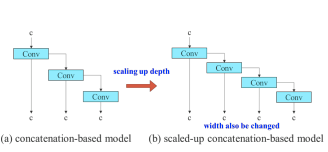 c
c
Conv
Conv
scaling up depth
Conv
Conv
Conv
Conv
Conv
c
c
c
c
c
c
c
width also be changed
(a) concatenation-based model
(b) scaled-up concatenation-based model